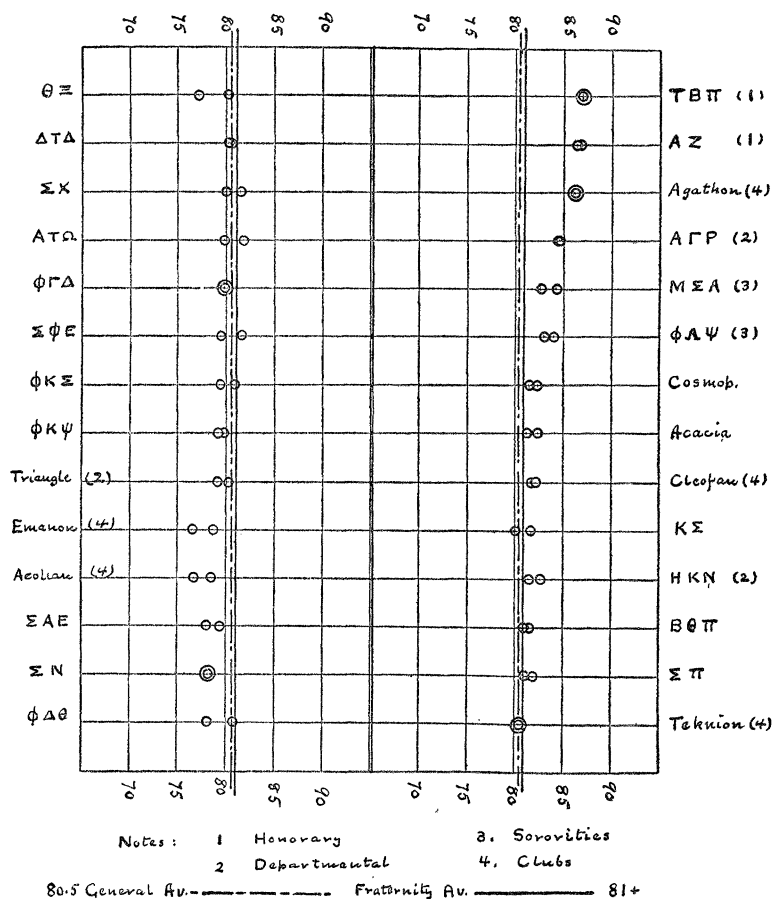 70 75 80 85 90 70 75 80 85 90
ΘΞ ΤΒΠ (1)
ΔΤΔ ΑΖ (1)
ΣΧ Agathon (4)
ΑΤΩ ΑΓΡ (2)
ΦΓΔ ΜΣΑ (3)
ΣΦΕ ΦΛΨ (3)
ΦΚΣ Cosmop.
ΦΚΨ Acacia
Triangle (2) Cleofan (4)
Emanon (4) ΚΣ
Aeolian (4) ΗΚΝ (2)
ΣΑΕ ΒΘΠ
ΣΝ ΣΠ
ΦΔΘ Teknion (4)
70 75 80 85 90 70 80 85 90
Notes: 1 Honorary 3. Sororities
2 Departmental 4. Clubs
80.5 General Av. Fraternity Av. 81+